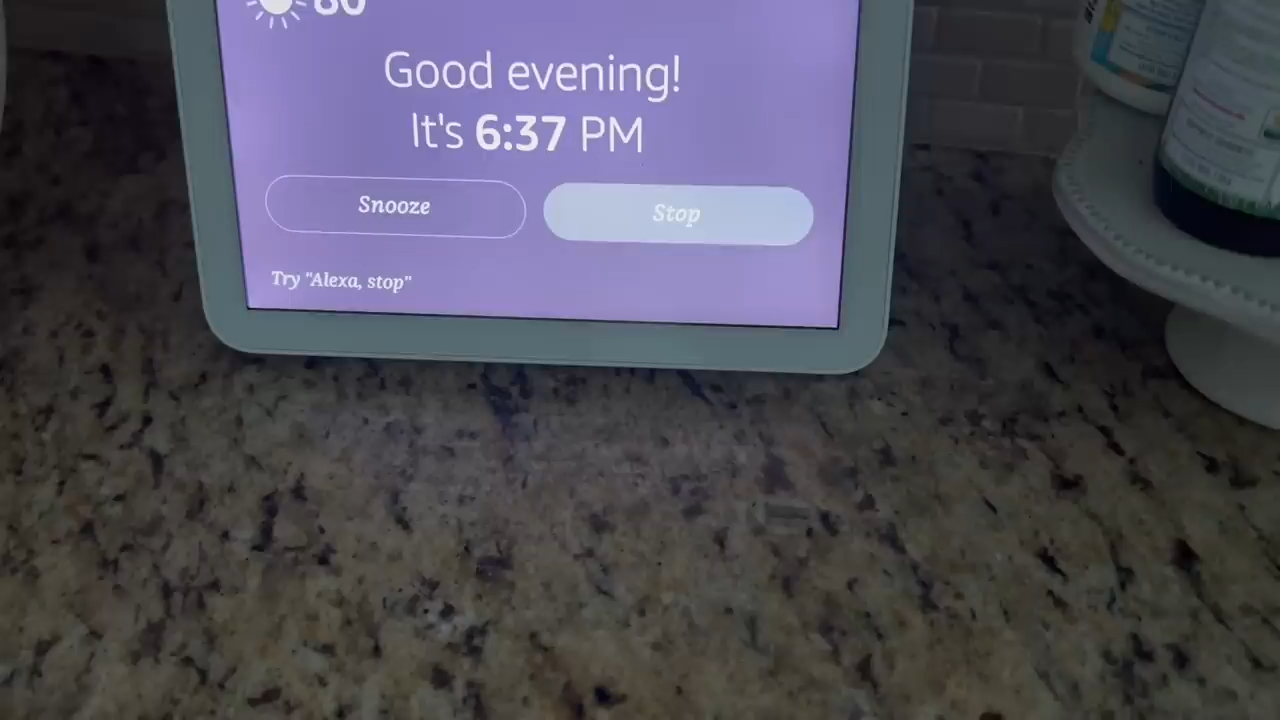 Good evening!
It's 6:37 PM
Snooze
Stop
Try "Alexa, stop"